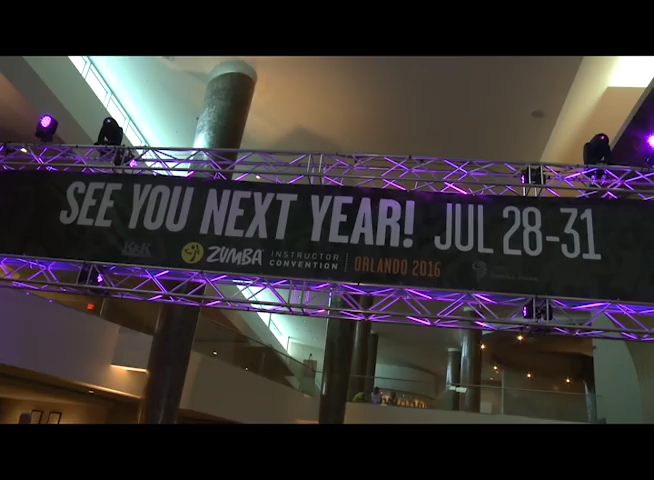 SEE YOU NEXT YEAR! JUL 28-31
ZUMBA INSTRUCTOR CONVENTION ORLANDO 2016